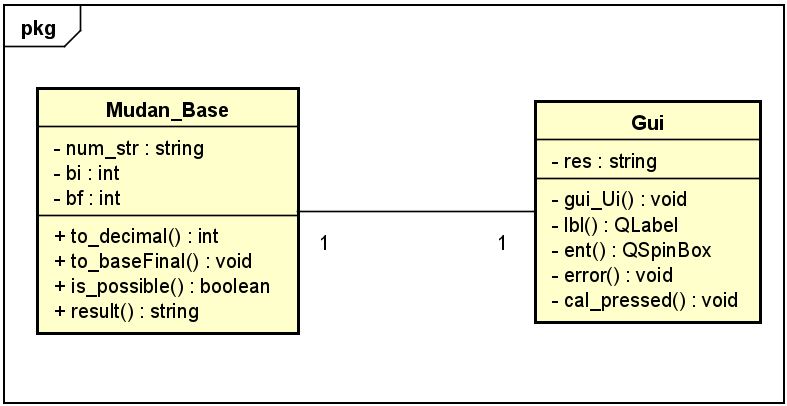 pkg
Mudan_Base
- num_str : string
- bi : int
- bf : int
+ to_decimal() : int
+ to_baseFinal() : void
+ is_possible() : boolean
+ result() : string
1
1
Gui
- res : string
- gui_Ui() : void
- lbl() : QLabel
- ent() : QSpinBox
- error() : void
- cal_pressed() : void